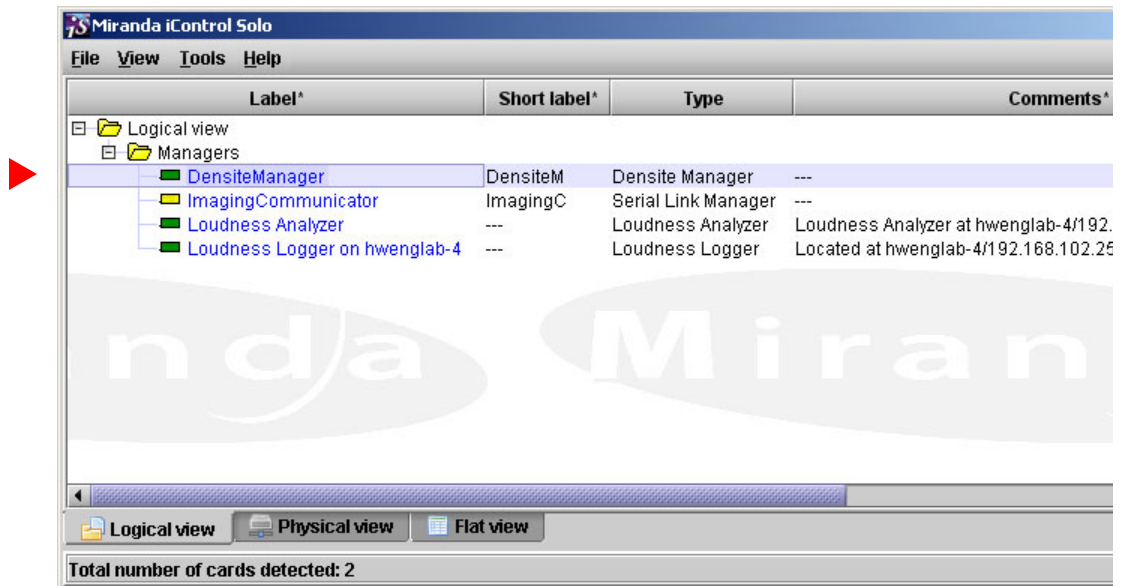 Miranda iControl Solo
File View Tools Help
Label* Short label* Type Comments*
Logical view
Managers
DensiteManager DensiteM Densite Manager ---
ImagingCommunicator ImagingC Serial Link Manager ---
Loudness Analyzer --- Loudness Analyzer Loudness Analyzer at hwenglab-4/192.
Loudness Logger on hwenglab-4 --- Loudness Logger Located at hwenglab-4/192.168.102.25
nda Miran
Logical view Physical view Flat view
Total number of cards detected: 2